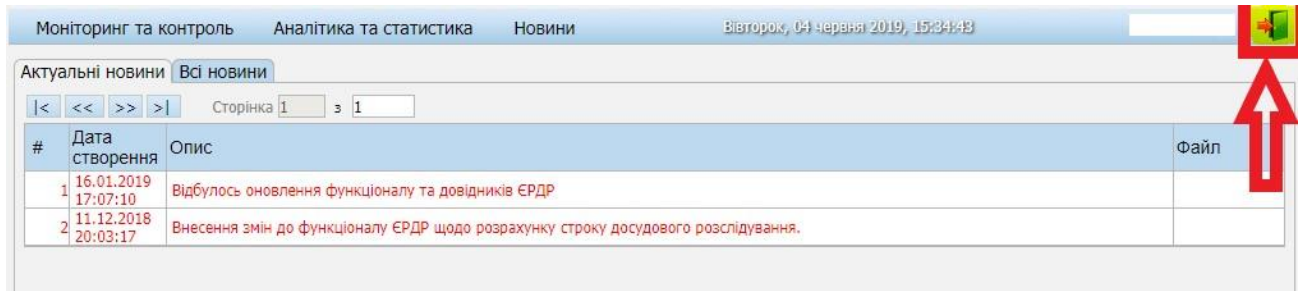 Моніторинг та контроль Аналітика та статистика Новини Вівторок, 04 червня 2019, 15:34:43
Актуальні новини Всі новини
|< << >> >| Сторінка 1 з 1
# Дата створення Опис Файл
1 16.01.2019 17:07:10 Відбулось оновлення функціоналу та довідників ЄРДР
2 11.12.2018 20:03:17 Внесення змін до функціоналу ЄРДР щодо розрахунку строку досудового розслідування.